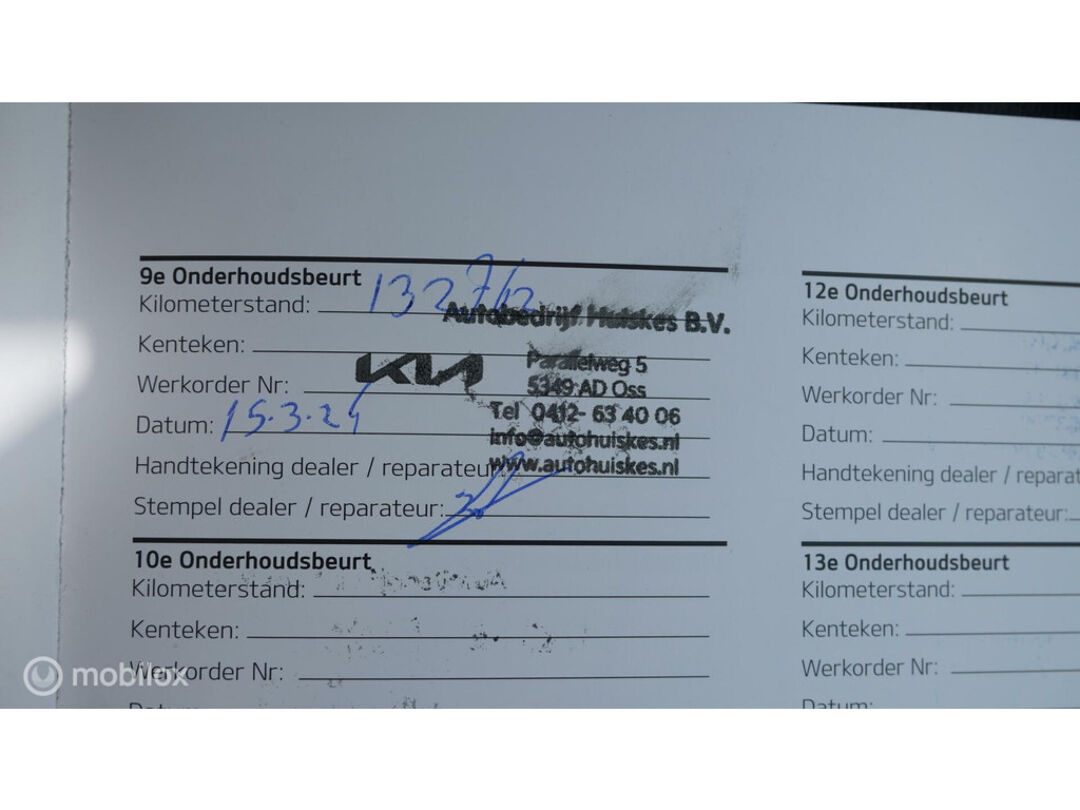 9e Onderhoudsbeurt
Kilometerstand:
Autobedrijf Huiskes B.V.
Kenteken:
Parallelweg 5
KIA
Werkorder Nr:
5349 AD Oss
Tel 0412- 63 40 06
Datum: 15.3.24
info@autohuiskes.nl
Handtekening dealer / reparateur:
www.autohuiskes.nl
Stempel dealer / reparateur:
10e Onderhoudsbeurt
Kilometerstand:
Kenteken:
Werkorder Nr:
Datum:
12e Onderhoudsbeurt
Kilometerstand:
Kenteken:
Werkorder Nr:
Datum:
Handtekening dealer / reparat
Stempel dealer / reparateur:
13e Onderhoudsbeurt
Kilometerstand:
Kenteken:
Werkorder Nr:
Datum:
mobilox